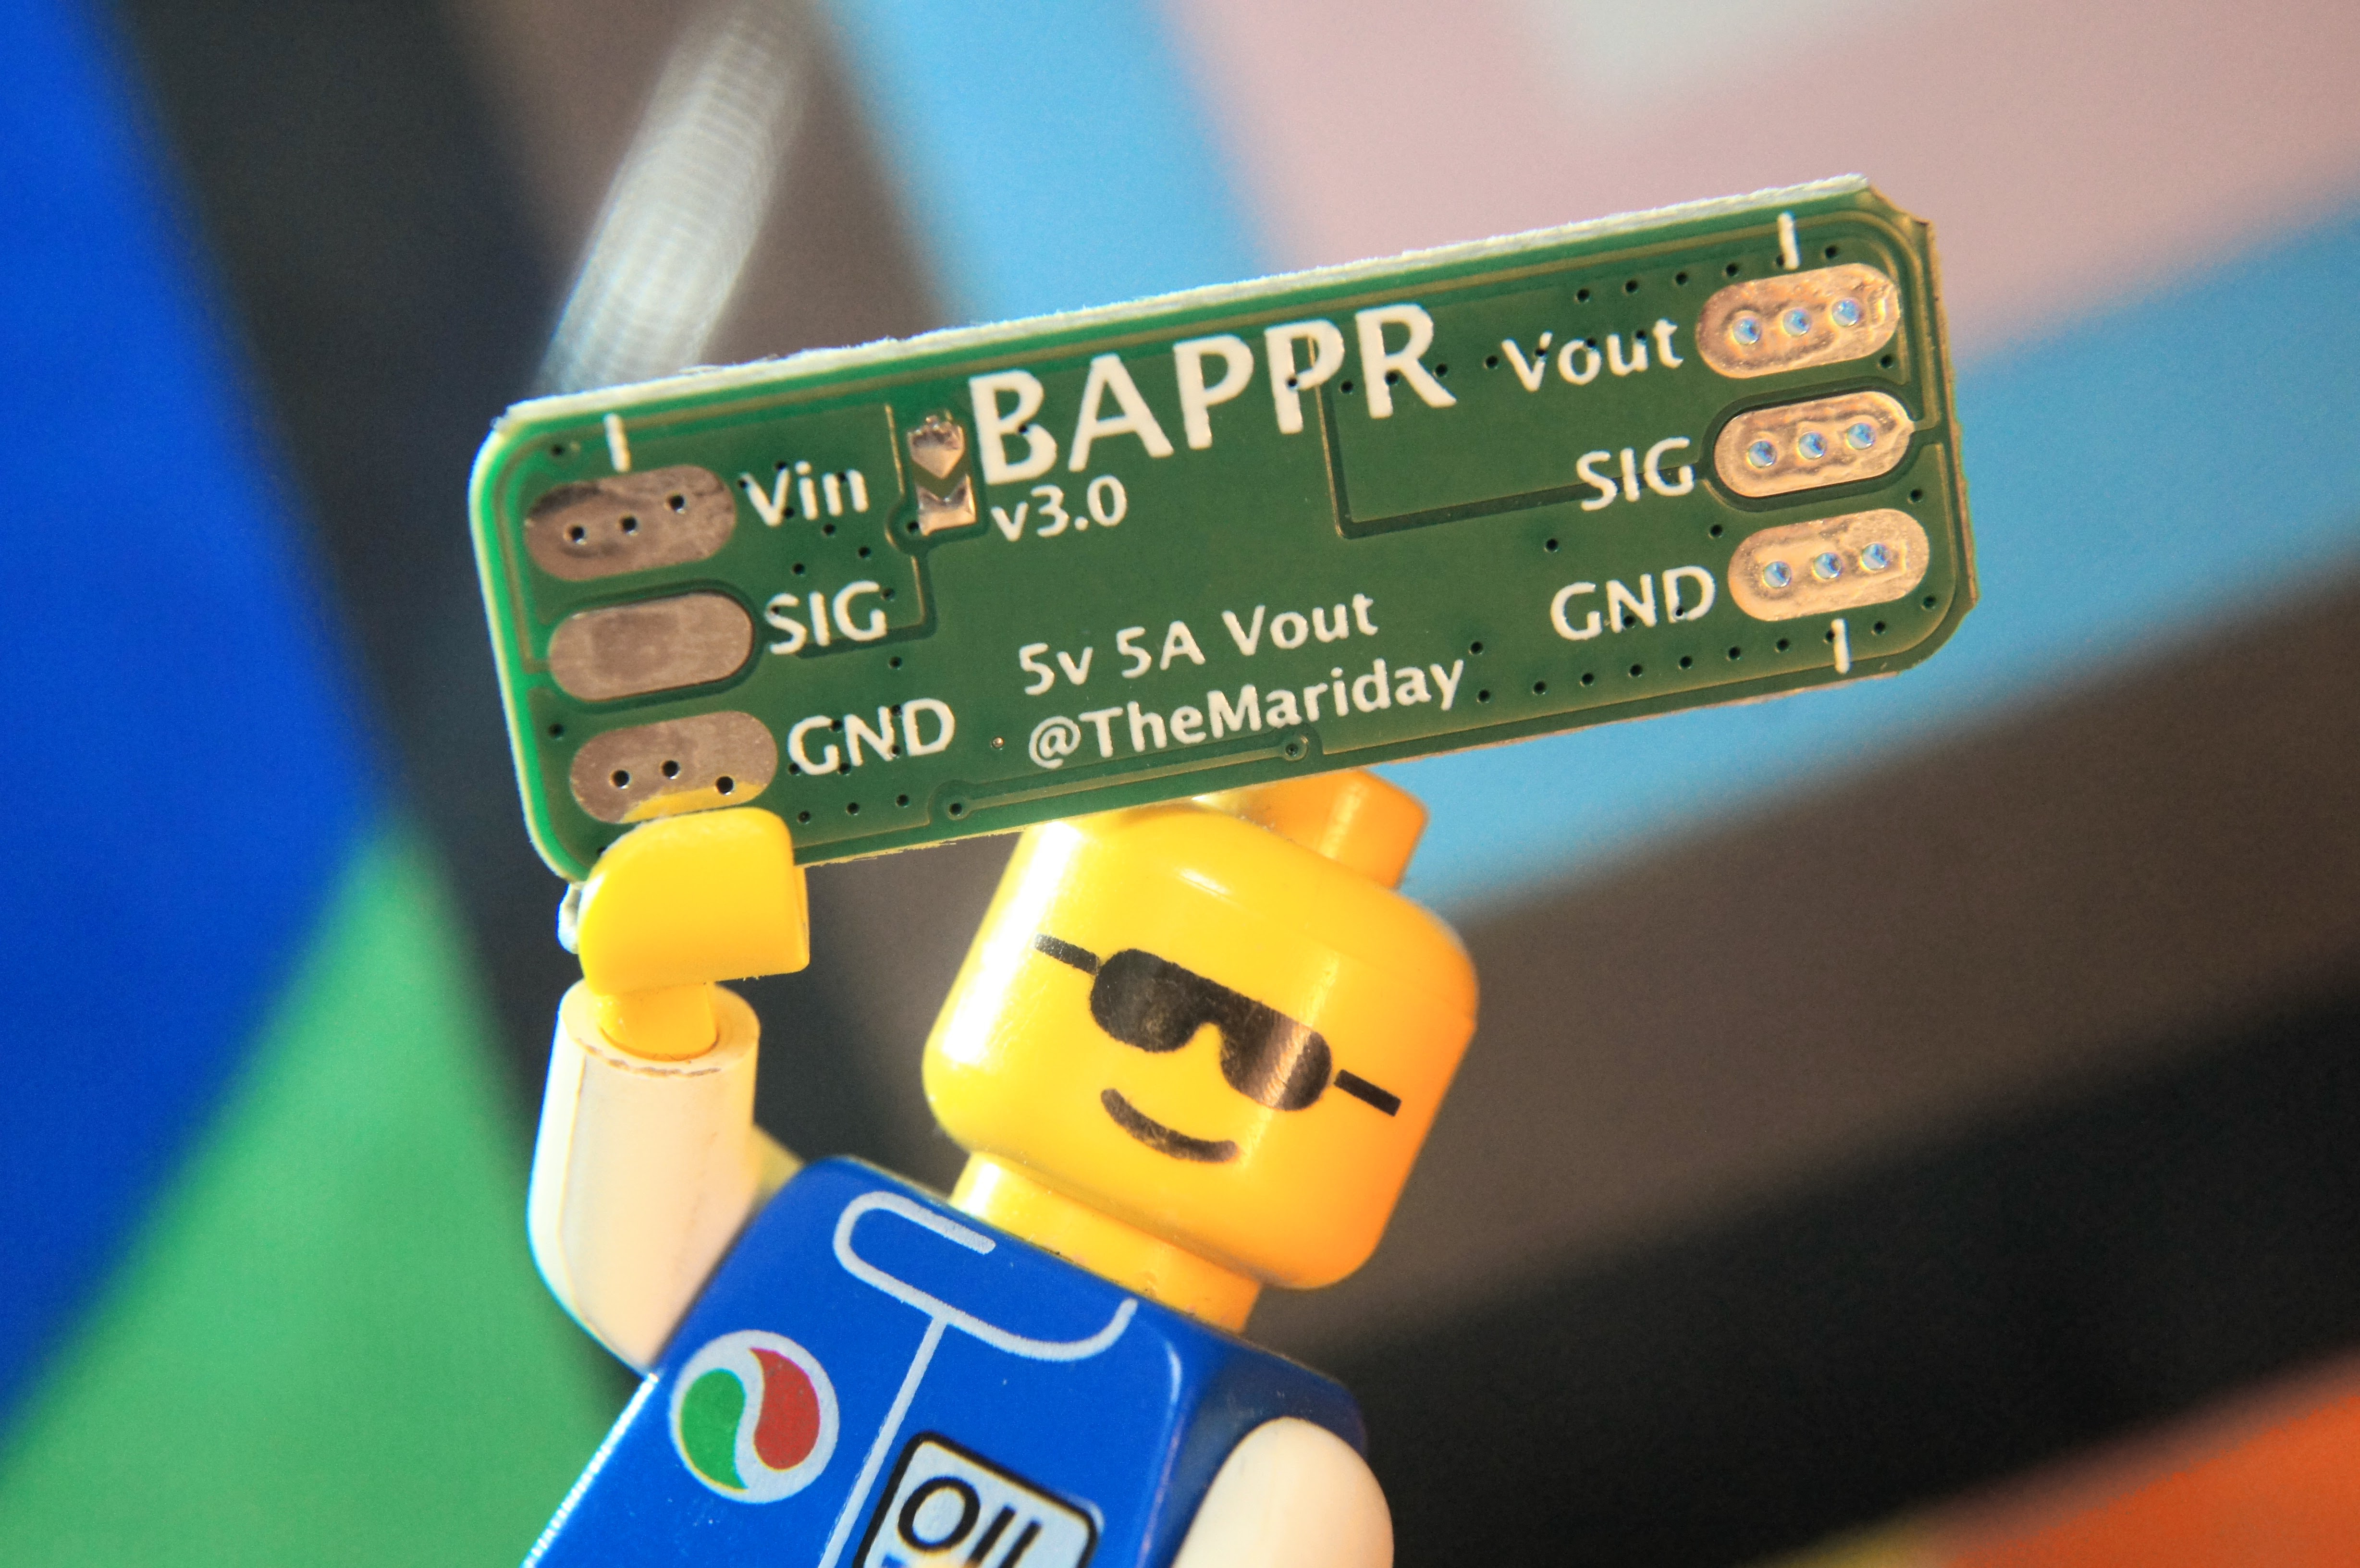 BAPPR
v3.0
Vin
SIG
GND
5v 5A Vout
@TheMariday
Vout
SIG
GND
OIL